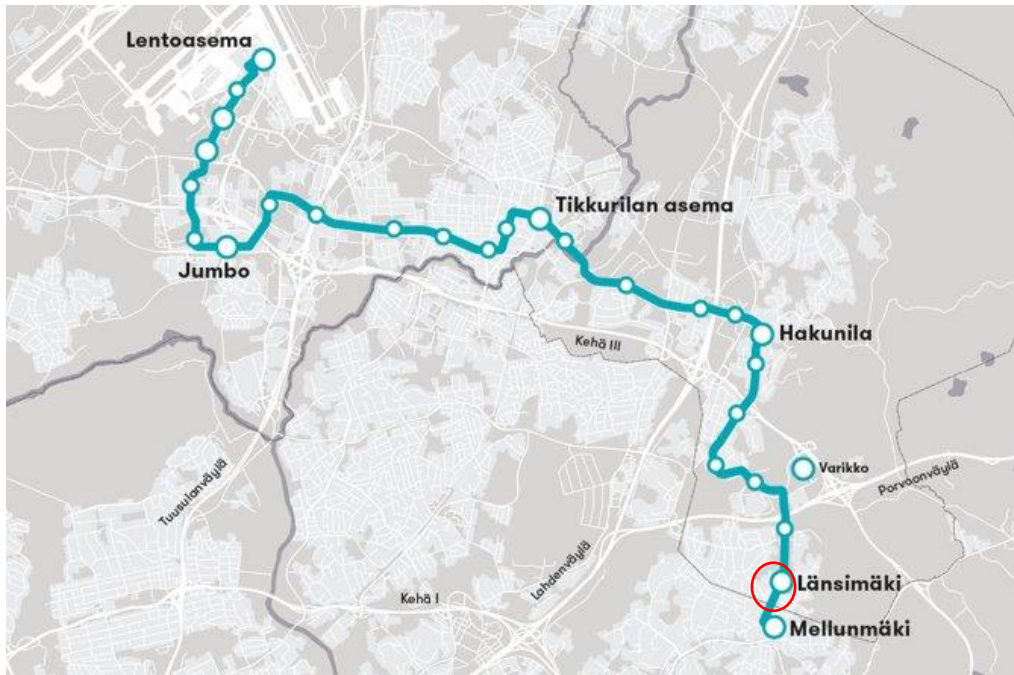 Lentoasema
Tikkurilan asema
Jumbo
Hakunila
Kehä III
Varikko
Porvoonväylä
Tuusulanväylä
Lahdenväylä
Länsimäki
Kehä I
Mellunmäki